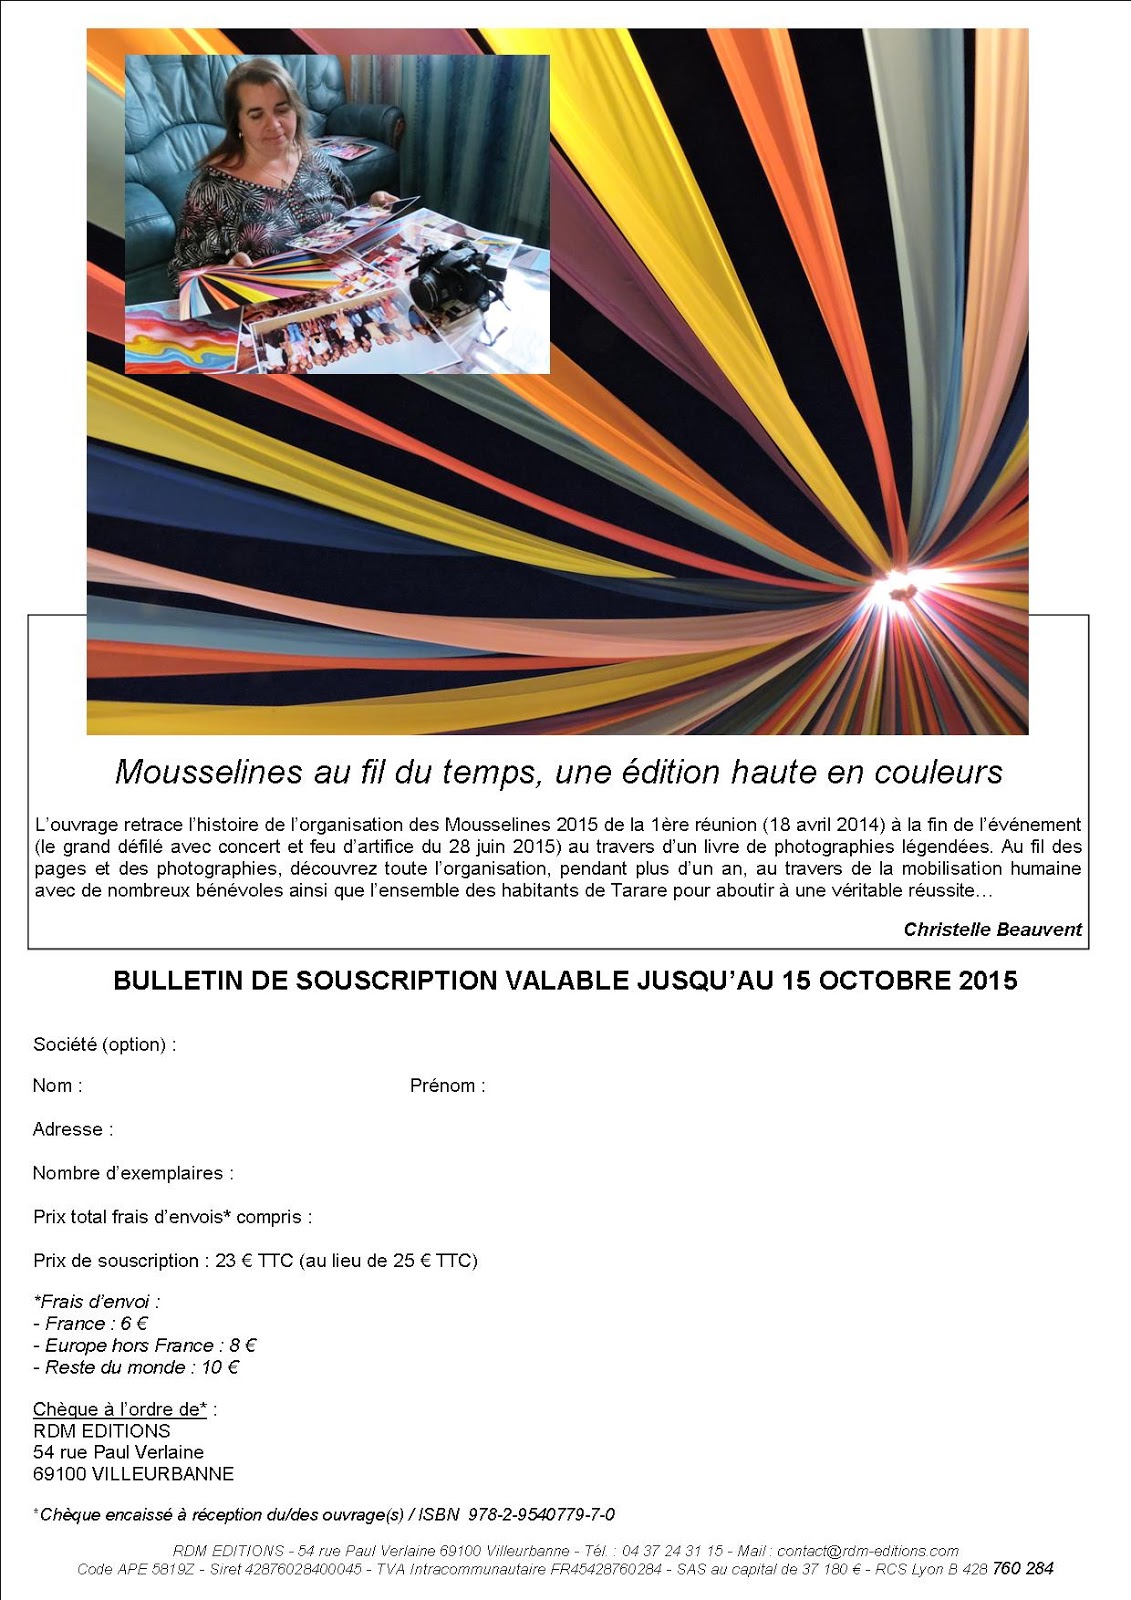 Mousselines au fil du temps, une édition haute en couleurs
L’ouvrage retrace l’histoire de l’organisation des Mousselines 2015 de la 1ère réunion (18 avril 2014) à la fin de l’événement
(le grand défilé avec concert et feu d’artifice du 28 juin 2015) au travers d’un livre de photographies légendées. Au fil des
pages et des photographies, découvrez toute l’organisation, pendant plus d’un an, au travers de la mobilisation humaine
avec de nombreux bénévoles ainsi que l’ensemble des habitants de Tarare pour aboutir à une véritable réussite…
Christelle Beauvent
BULLETIN DE SOUSCRIPTION VALABLE JUSQU’AU 15 OCTOBRE 2015
Société (option) :
Nom : Prénom :
Adresse :
Nombre d’exemplaires :
Prix total frais d’envois* compris :
Prix de souscription : 23 € TTC (au lieu de 25 € TTC)
*Frais d’envoi :
- France : 6 €
- Europe hors France : 8 €
- Reste du monde : 10 €
Chèque à l’ordre de* :
RDM EDITIONS
54 rue Paul Verlaine
69100 VILLEURBANNE
*Chèque encaissé à réception du/des ouvrage(s) / ISBN 978-2-9540779-7-0
RDM EDITIONS - 54 rue Paul Verlaine 69100 Villeurbanne - Tél. : 04 37 24 31 15 - Mail : contact@rdm-editions.com
Code APE 5819Z - Siret 42876028400045 - TVA Intracommunautaire FR45428760284 - SAS au capital de 37 180 € - RCS Lyon B 428 760 284